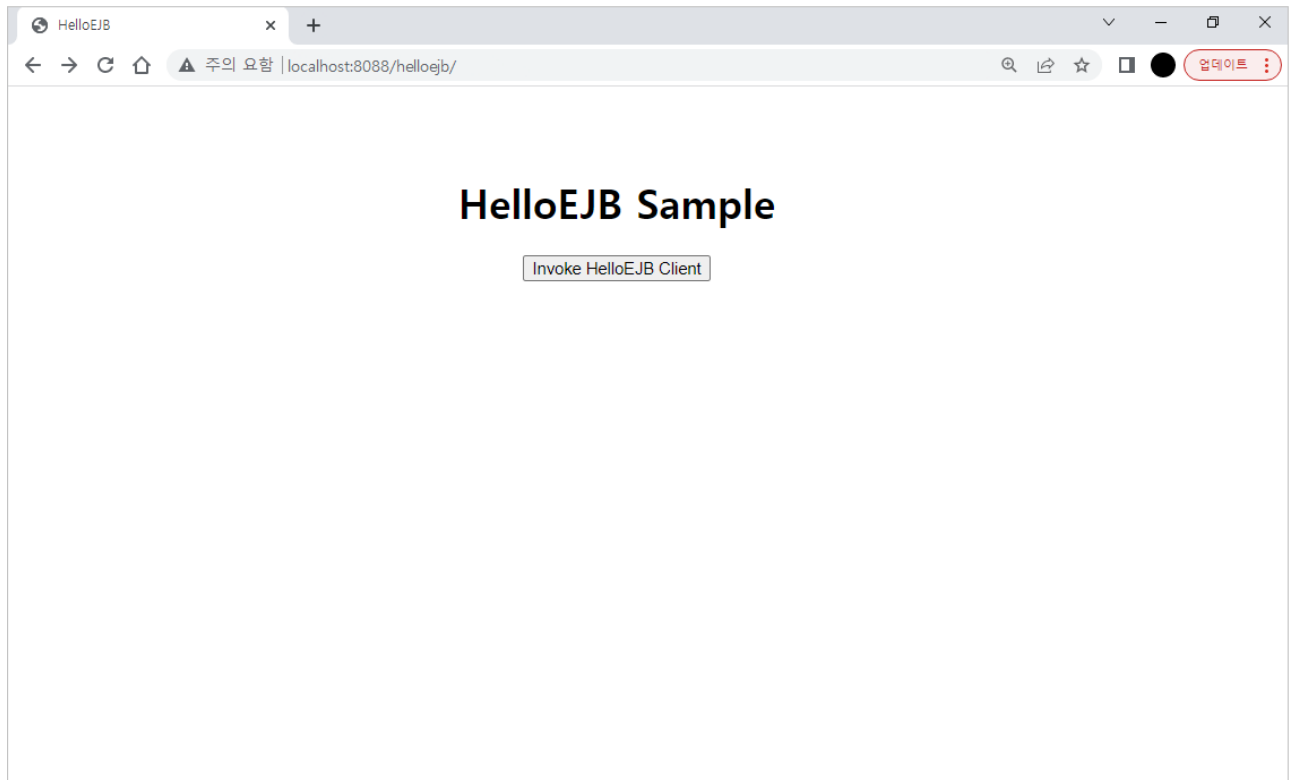 HelloEJB
주의 요함 | localhost:8088/helloejb/
업데이트
HelloEJB Sample
Invoke HelloEJB Client